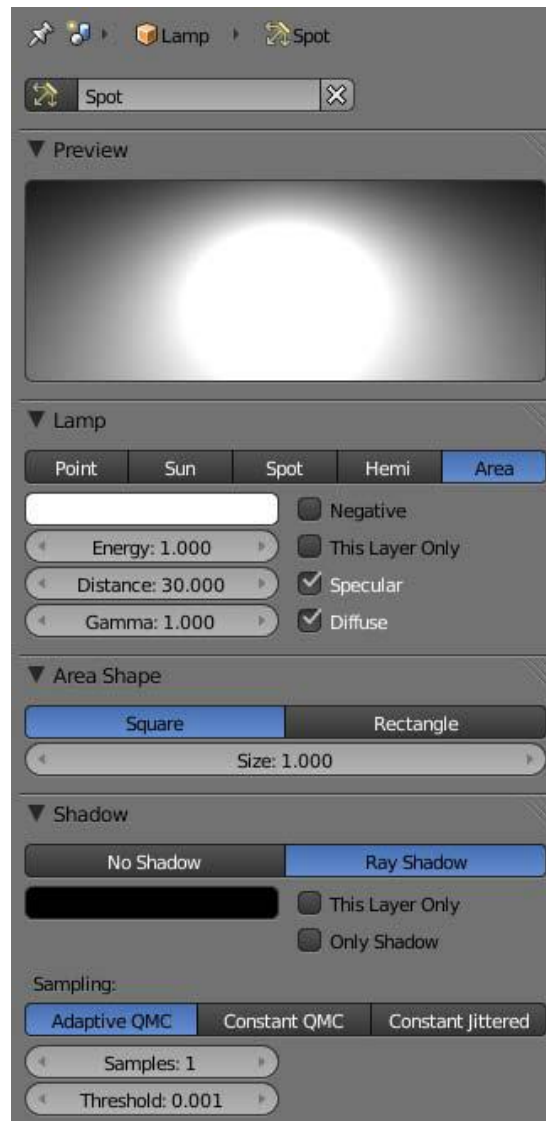 Lamp Spot
Spot
Preview
Lamp
Point Sun Spot Hemi Area
Negative
Energy: 1.000 This Layer Only
Distance: 30.000 Specular
Gamma: 1.000 Diffuse
Area Shape
Square Rectangle
Size: 1.000
Shadow
No Shadow Ray Shadow
This Layer Only
Only Shadow
Sampling:
Adaptive QMC Constant QMC Constant Jittered
Samples: 1
Threshold: 0.001